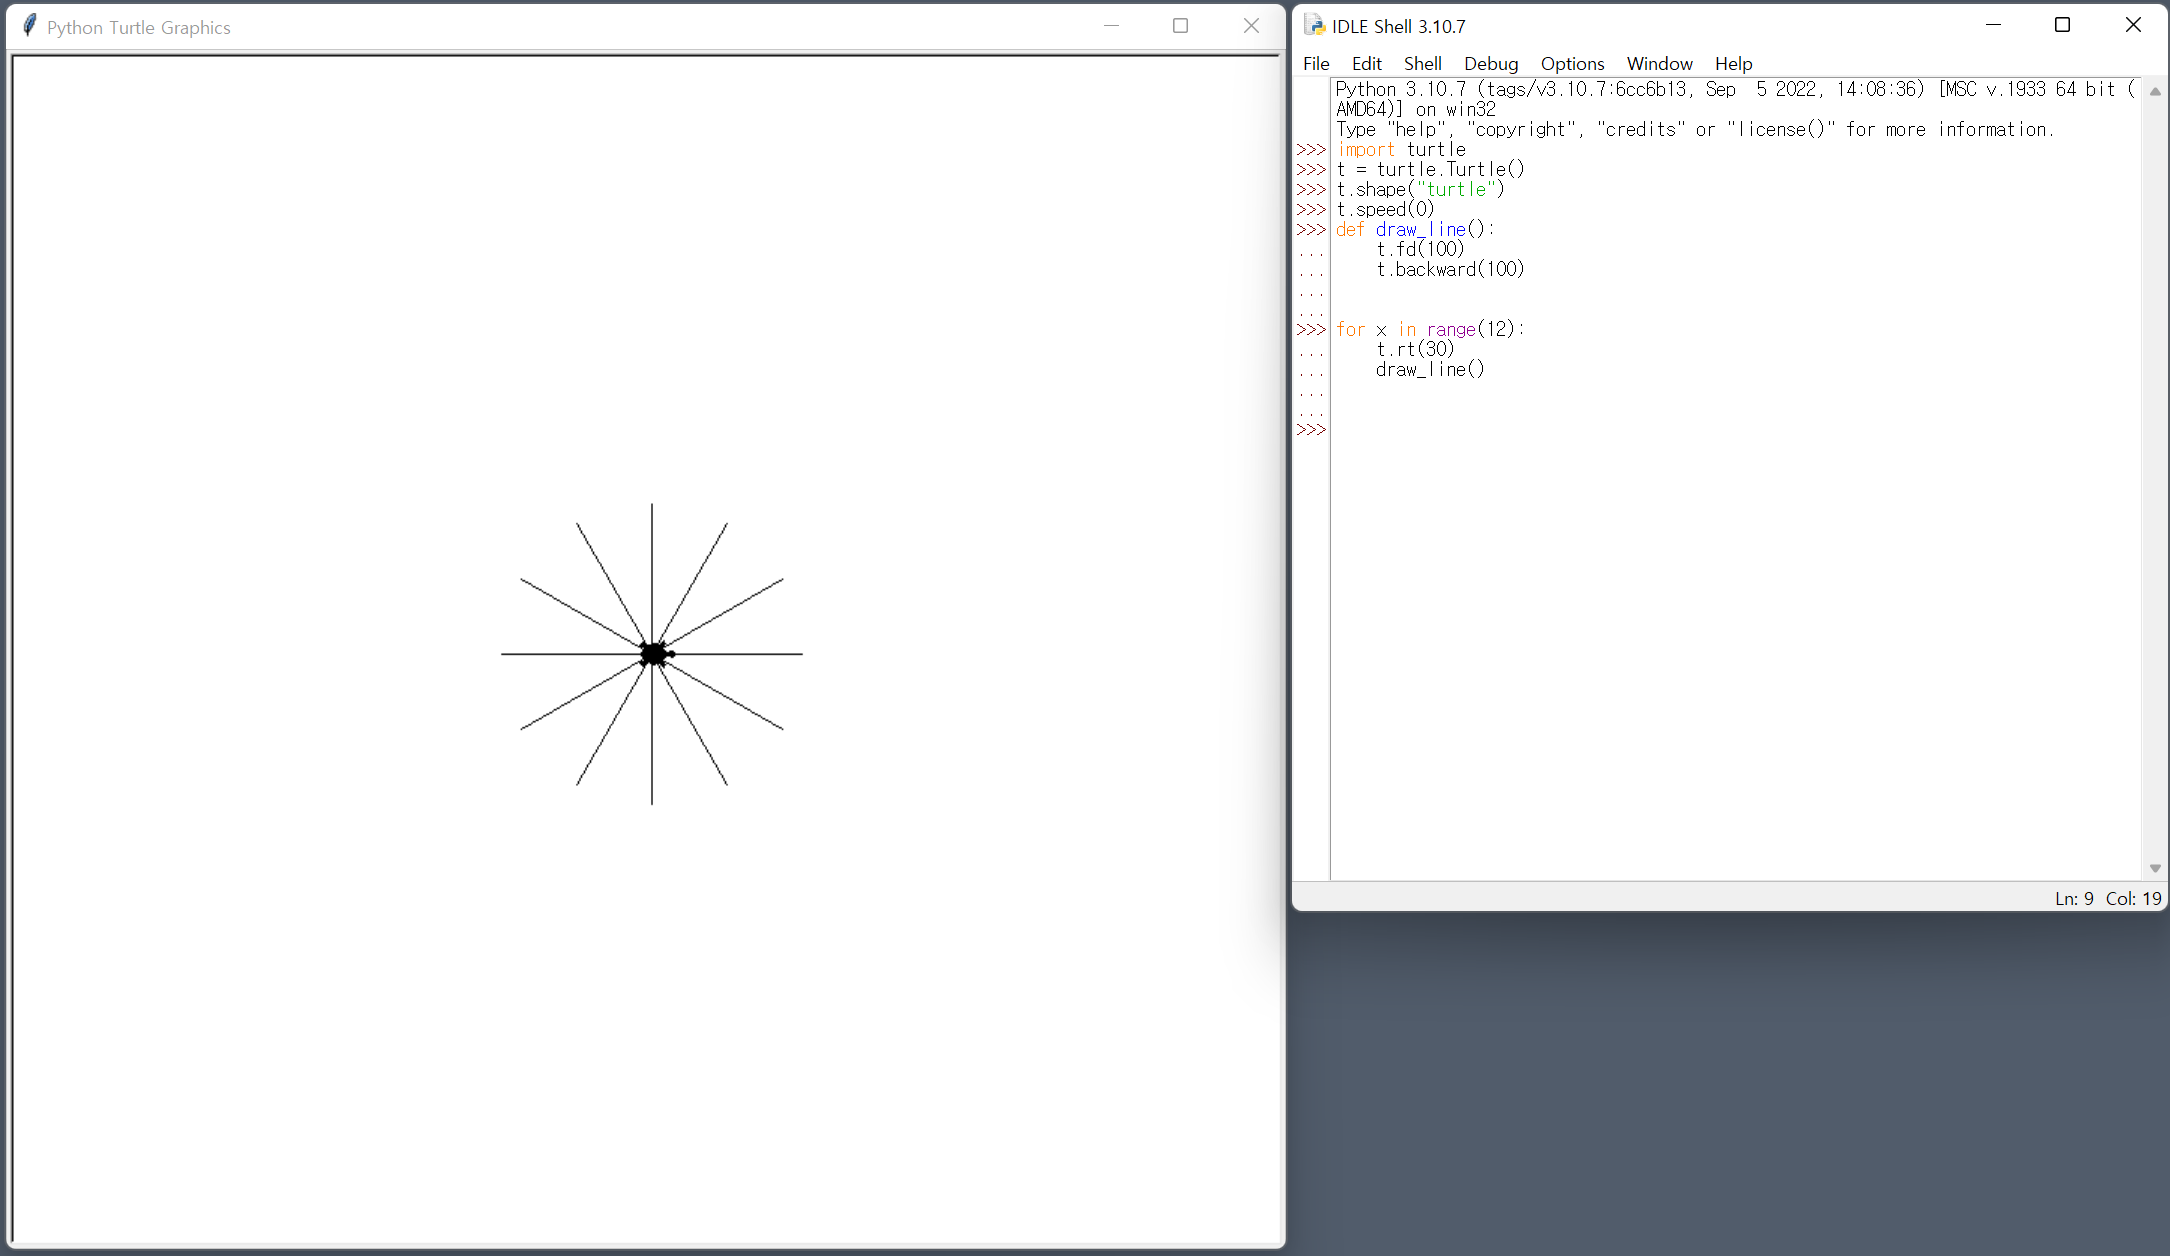 Python Turtle Graphics
IDLE Shell 3.10.7
File Edit Shell Debug Options Window Help
Python 3.10.7 (tags/v3.10.7:6cc6b13, Sep  5 2022, 14:08:36) [MSC v.1933 64 bit (
AMD64)] on win32
Type "help", "copyright", "credits" or "license()" for more information.
>>> import turtle
>>> t = turtle.Turtle()
>>> t.shape("turtle")
>>> t.speed(0)
>>> def draw_line():
...     t.fd(100)
...     t.backward(100)
...
...
>>> for x in range(12):
...     t.rt(30)
...     draw_line()
...
...
>>>
Ln: 9 Col: 19